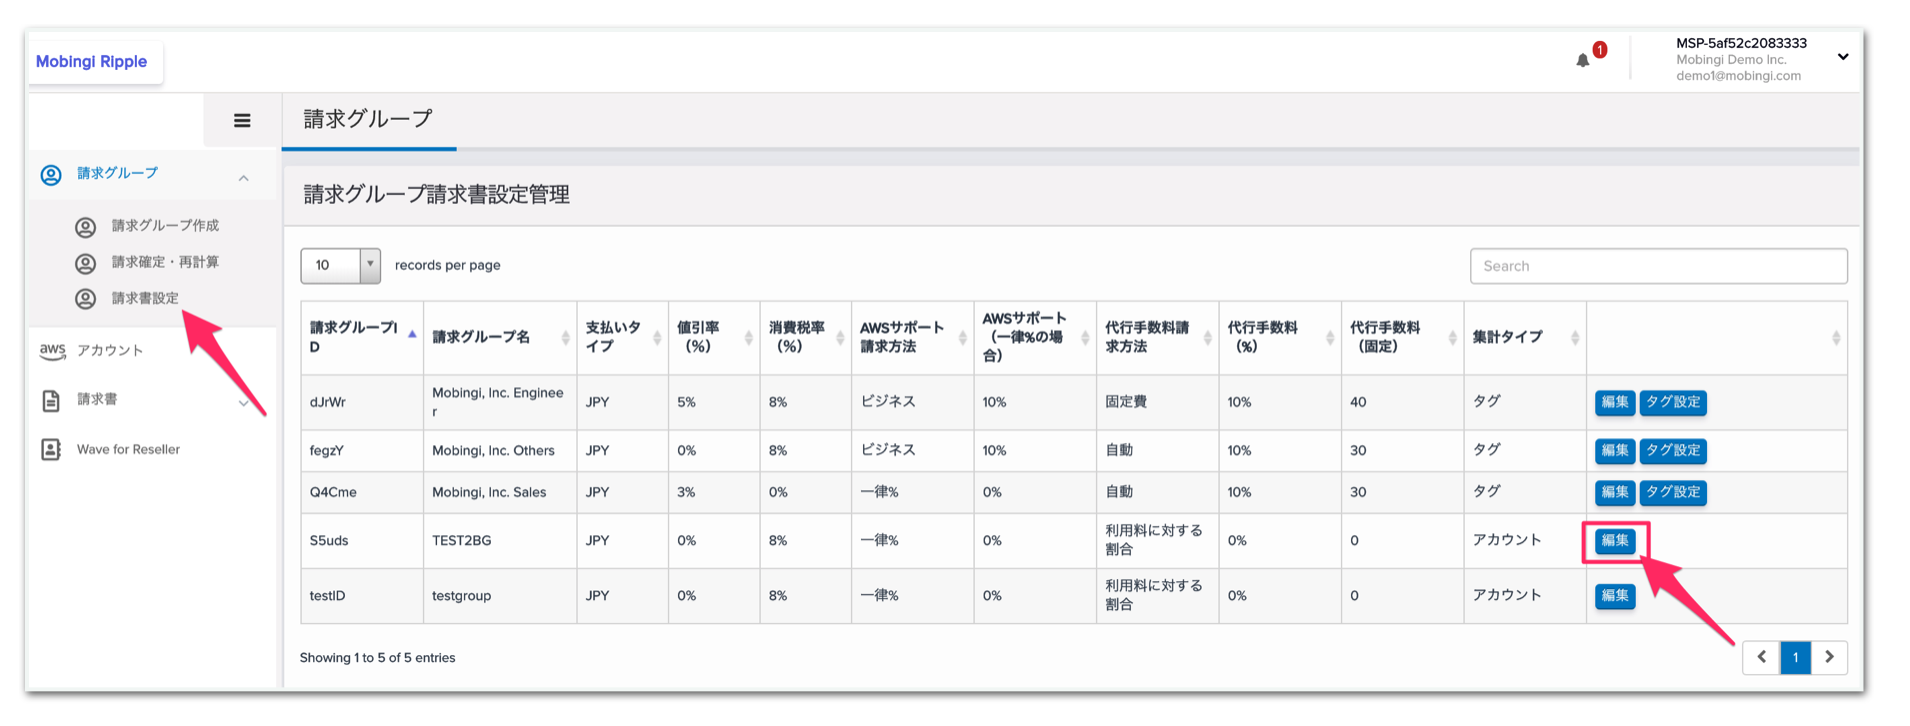 Mobingi Ripple
1
MSP-5af52c2083333
Mobingi Demo Inc.
demo1@mobingi.com
請求グループ
請求グループ
請求グループ作成
請求確定・再計算
請求書設定
aws アカウント
請求書
Wave for Reseller
請求グループ請求書設定管理
10 records per page
Search
請求グループI
D
請求グループ名
支払いタ
イプ
値引率
(%)
消費税率
(%)
AWSサポート
請求方法
AWSサポート
(一律%の場
合)
代行手数料請
求方法
代行手数料
(%)
代行手数料
(固定)
集計タイプ
dJrWr
Mobingi, Inc. Enginee
r
JPY 5% 8% ビジネス 10% 固定費 10% 40 タグ 編集 タグ設定
fegzY Mobingi, Inc. Others JPY 0% 8% ビジネス 10% 自動 10% 30 タグ 編集 タグ設定
Q4Cme Mobingi, Inc. Sales JPY 3% 0% 一律% 0% 自動 10% 30 タグ 編集 タグ設定
S5uds TEST2BG JPY 0% 8% 一律% 0%
利用料に対する
割合
0% 0 アカウント 編集
testID testgroup JPY 0% 8% 一律% 0%
利用料に対する
割合
0% 0 アカウント 編集
Showing 1 to 5 of 5 entries
1